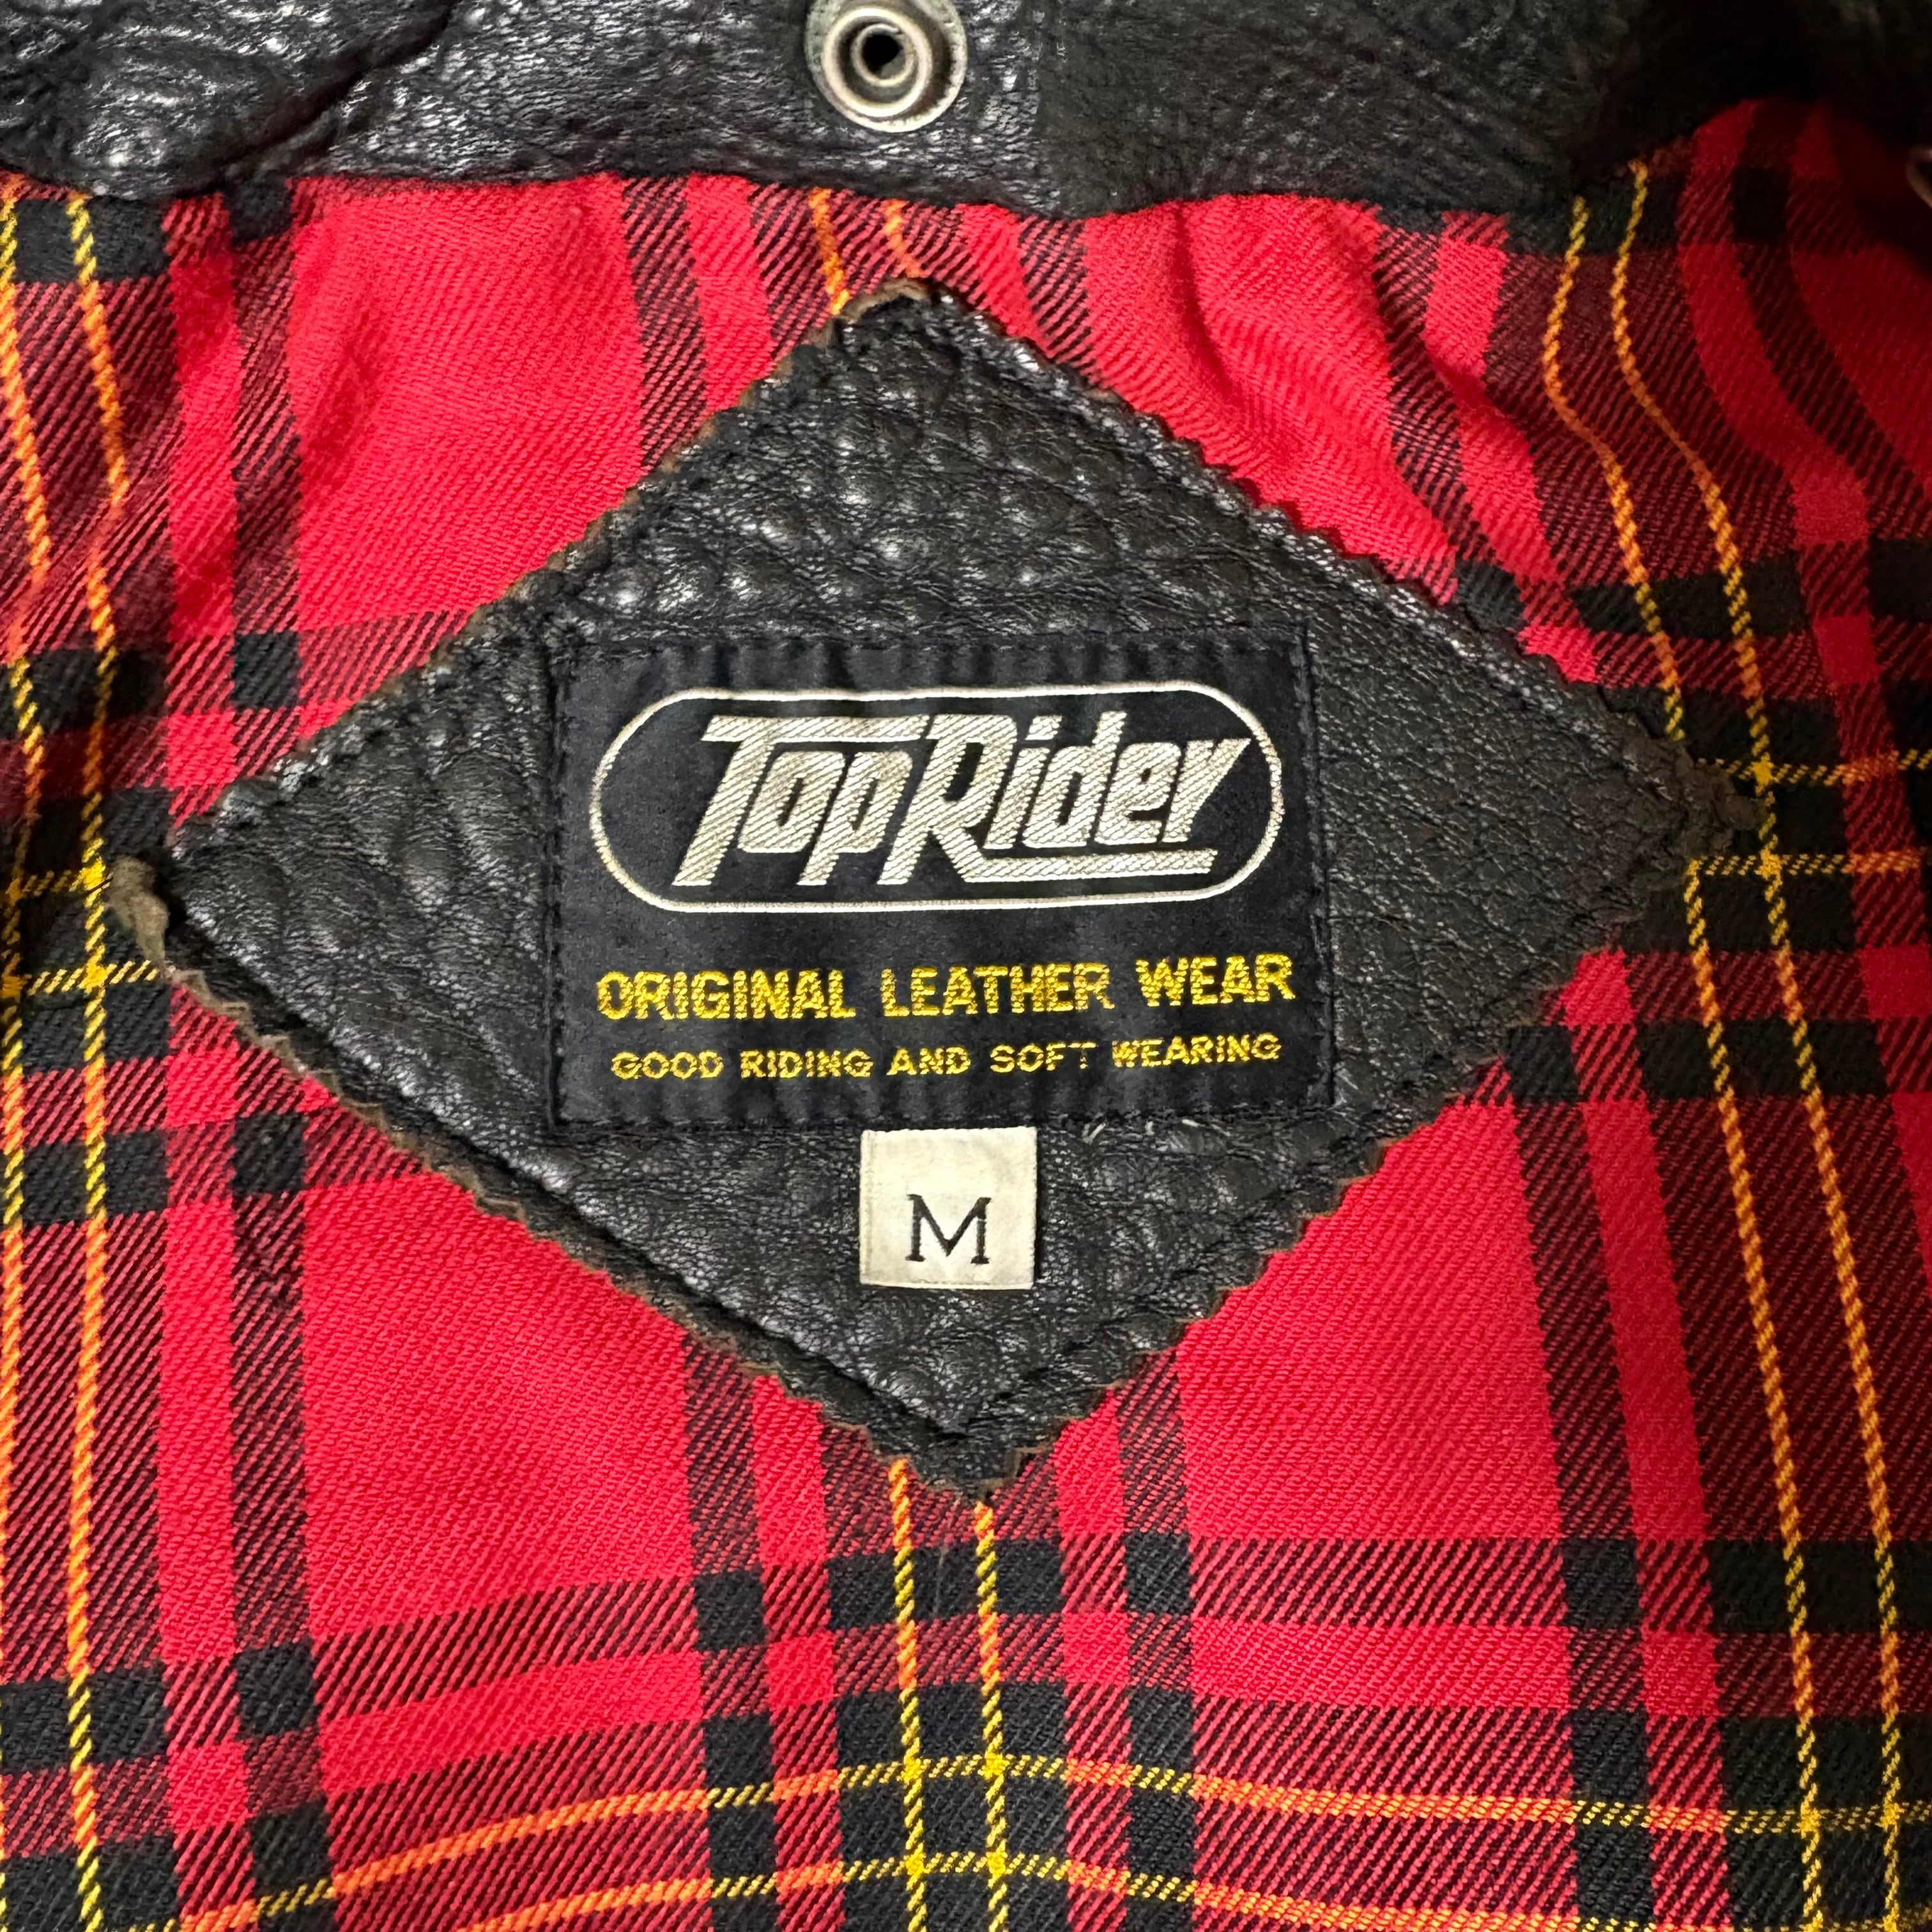 TopRider
ORIGINAL LEATHER WEAR
GOOD RIDING AND SOFT WEARING
M